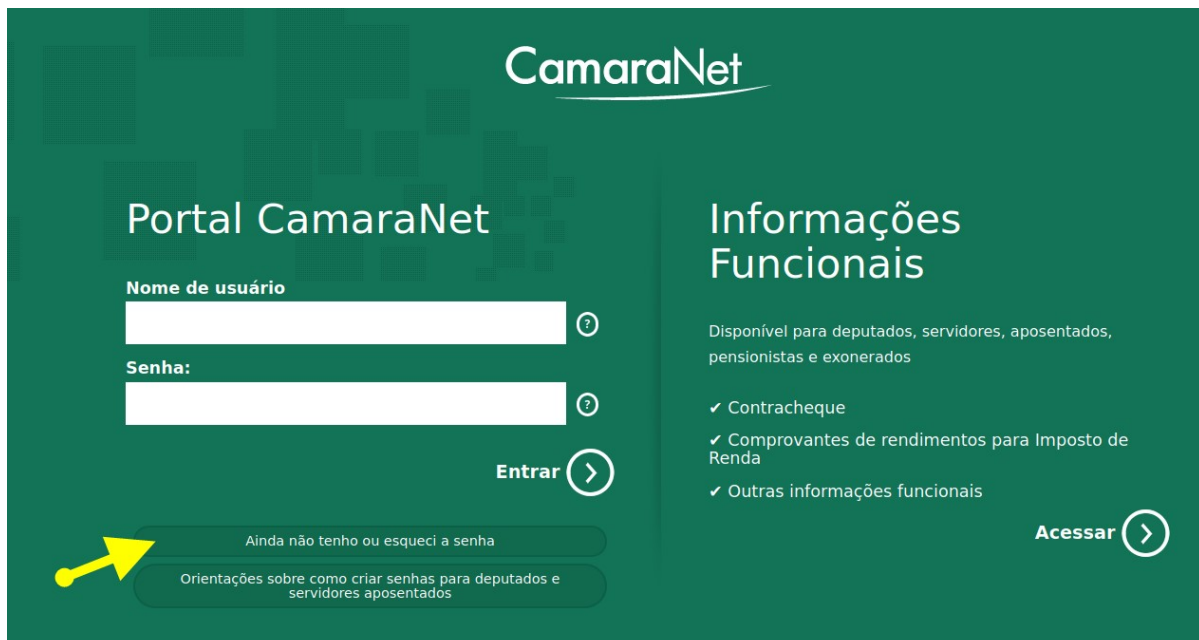 CamaraNet
Portal CamaraNet
Nome de usuário
?
Senha:
?
Entrar
Ainda não tenho ou esqueci a senha
Orientações sobre como criar senhas para deputados e
servidores aposentados
Informações
Funcionais
Disponível para deputados, servidores, aposentados,
pensionistas e exonerados
✔ Contracheque
✔ Comprovantes de rendimentos para Imposto de
Renda
✔ Outras informações funcionais
Acessar